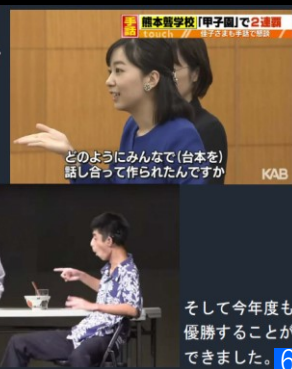 手話
touch
熊本聾学校「甲子園」で2連覇
佳子さまも手話で懇談
どのようにみんなで(台本を)
話し合って作られたんですか
KAB
そして今年度も
優勝することが
できました。
6